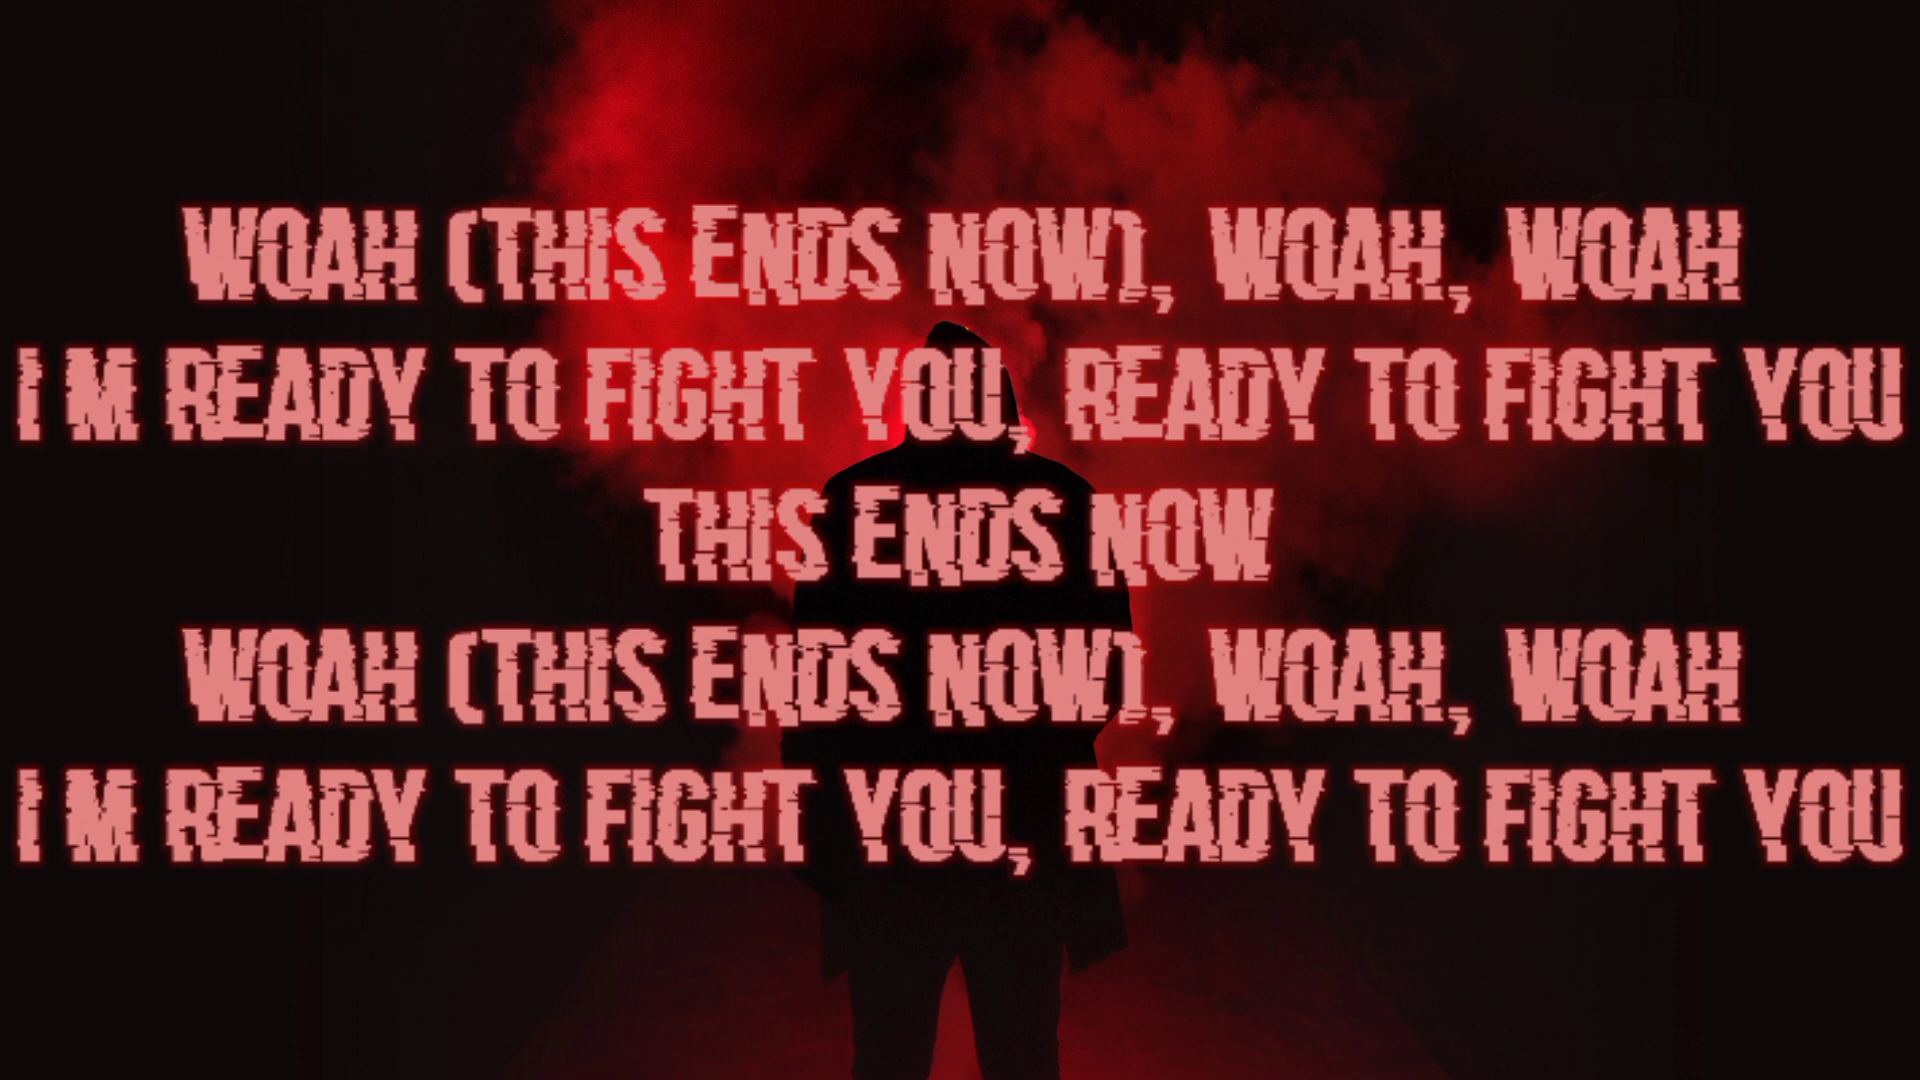 WOAH (THIS ENDS NOW), WOAH, WOAH
I M READY TO FIGHT YOU, READY TO FIGHT YOU
THIS ENDS NOW
WOAH (THIS ENDS NOW), WOAH, WOAH
I M READY TO FIGHT YOU, READY TO FIGHT YOU